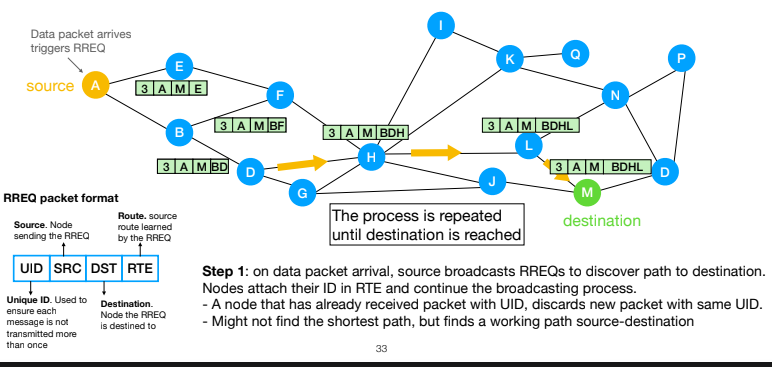 Data packet arrives
triggers RREQ
source
A
E
3 A M E
F
B
3 A M BF
3 A M BD
D
G
3 A M BDH
H
I
K
Q
P
N
3 A M BDHL
L
3 A M BDHL
D
J
M
destination
The process is repeated
until destination is reached
RREQ packet format
Source. Node
sending the RREQ
Route. source
route learned
by the RREQ
UID SRC DST RTE
Unique ID. Used to
ensure each
message is not
transmitted more
than once
Destination.
Node the RREQ
is destined to
Step 1: on data packet arrival, source broadcasts RREQs to discover path to destination.
Nodes attach their ID in RTE and continue the broadcasting process.
- A node that has already received packet with UID, discards new packet with same UID.
- Might not find the shortest path, but finds a working path source-destination
33